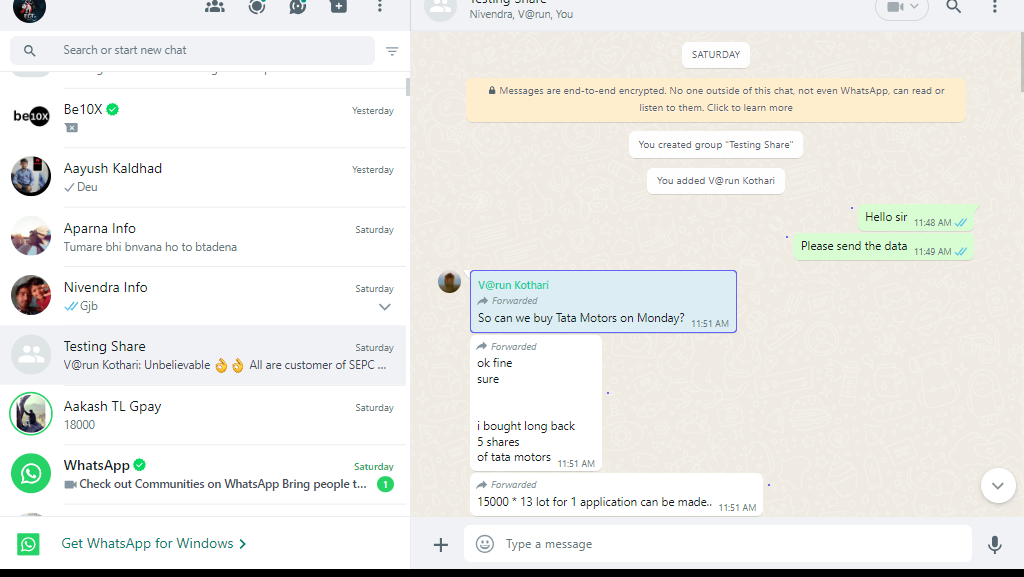 Nivendra, V@run, You
Search or start new chat
be10x
Be10X
Yesterday
Aayush Kaldhad
Yesterday
Deu
Aparna Info
Saturday
Tumare bhi bnvana ho to btadena
Nivendra Info
Saturday
Gjb
Testing Share
Saturday
V@run Kothari: Unbelievable 👌👌 All are customer of SEPC ...
Aakash TL Gpay
Saturday
18000
WhatsApp
Saturday
Check out Communities on WhatsApp Bring people t...
1
Get WhatsApp for Windows >
SATURDAY
Messages are end-to-end encrypted. No one outside of this chat, not even WhatsApp, can read or
listen to them. Click to learn more
You created group "Testing Share"
You added V@run Kothari
Hello sir 11:48 AM
Please send the data 11:49 AM
V@run Kothari
Forwarded
So can we buy Tata Motors on Monday? 11:51 AM
Forwarded
ok fine
sure
i bought long back
5 shares
of tata motors 11:51 AM
Forwarded
15000 * 13 lot for 1 application can be made.. 11:51 AM
Type a message